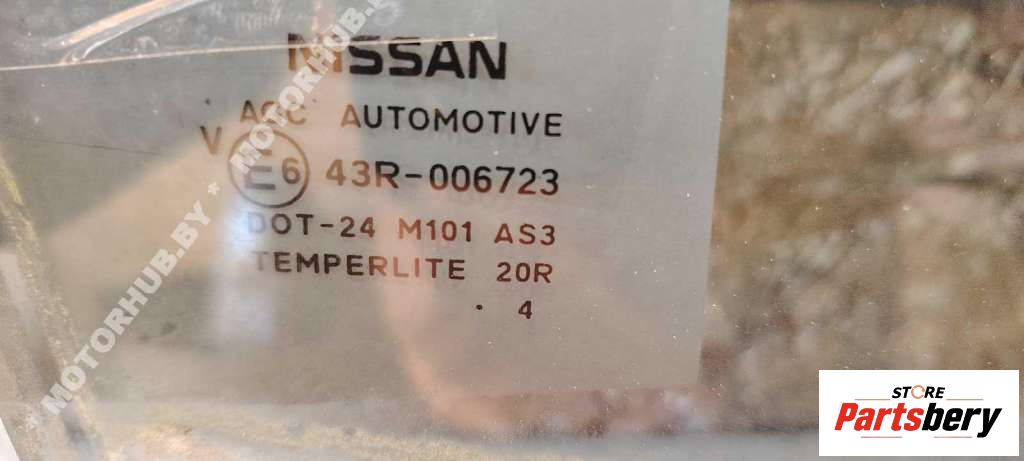 NISSAN
AGC AUTOMOTIVE
V
E6 43R-006723
DOT-24 M101 AS3
TEMPERLITE 20R
. 4
MOTORHUB.BY * MOTORHUB.BY
STORE
Partsbery